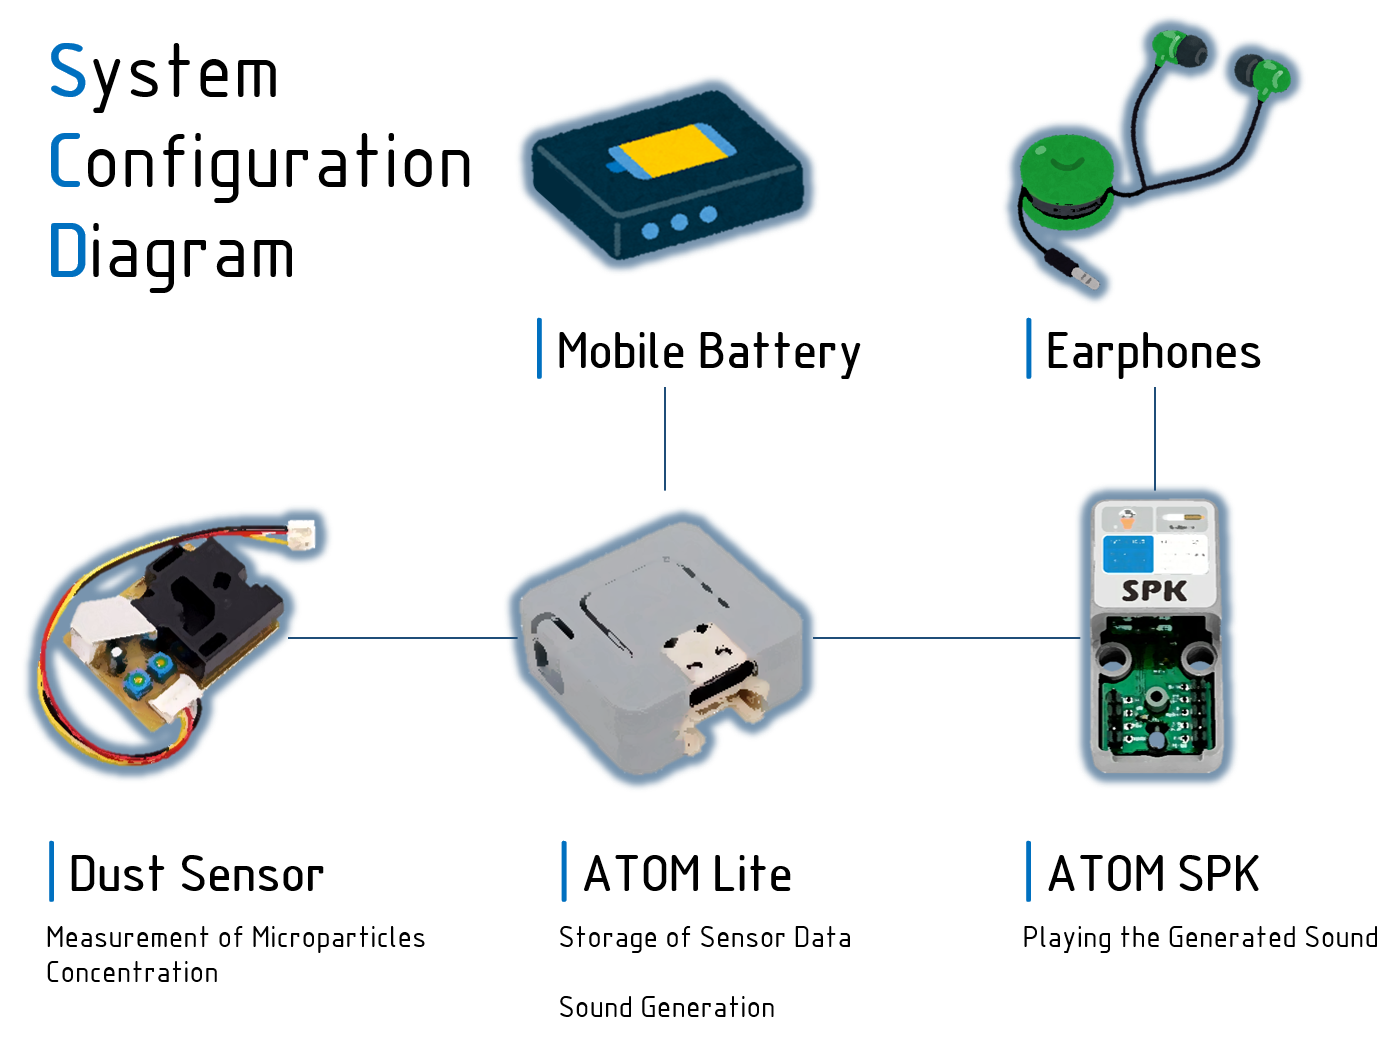 System
Configuration
Diagram
Mobile Battery
Earphones
SPK
Dust Sensor
Measurement of Microparticles
Concentration
ATOM Lite
Storage of Sensor Data
Sound Generation
ATOM SPK
Playing the Generated Sound